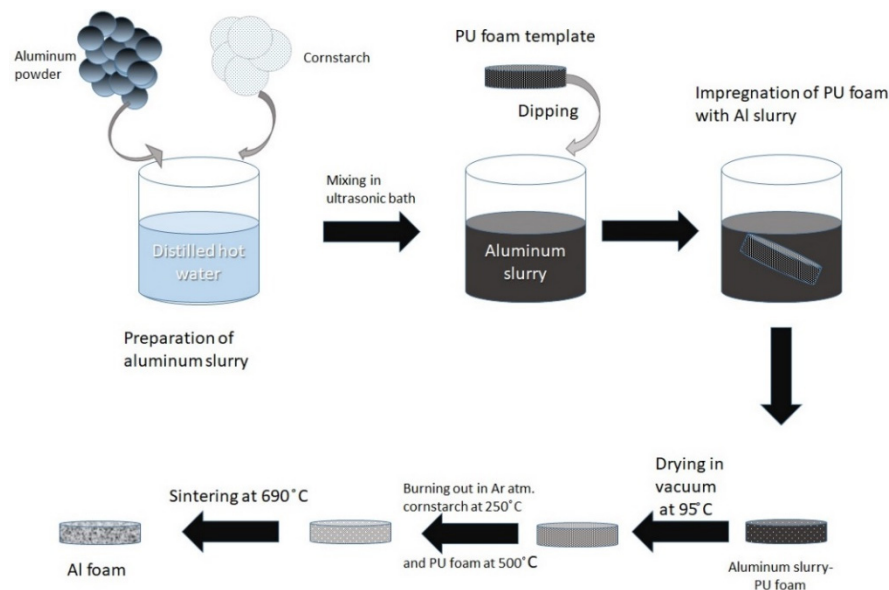 Aluminum
powder
Cornstarch
Distilled hot
water
Preparation of
aluminum slurry
Mixing in
ultrasonic bath
PU foam template
Dipping
Aluminum
slurry
Impregnation of PU foam
with Al slurry
Aluminum slurry-
PU foam
Drying in
vacuum
at 95˚C
Burning out in Ar atm.
cornstarch at 250˚C
and PU foam at 500˚C
Sintering at 690˚C
Al foam